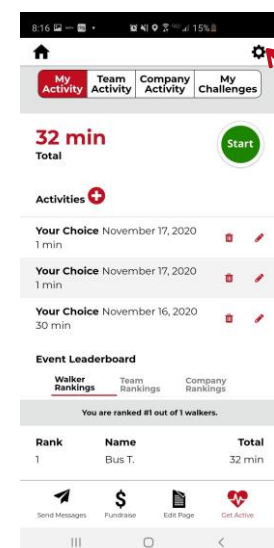 8:16 15%
My Activity Team Activity Company Activity My Challenges
32 min
Total
Start
Activities
Your Choice November 17, 2020
1 min
Your Choice November 17, 2020
1 min
Your Choice November 16, 2020
30 min
Event Leaderboard
Walker Rankings Team Rankings Company Rankings
You are ranked #1 out of 1 walkers.
Rank Name Total
1 Bus T. 32 min
Send Messages Fundraise Edit Page Get Active